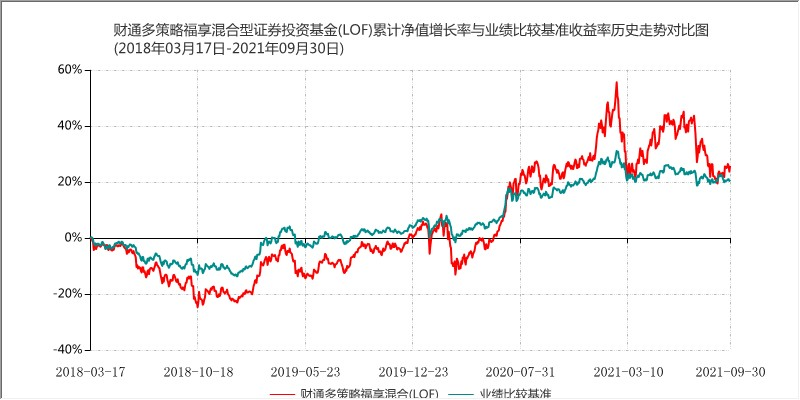 财通多策略福享混合型证券投资基金(LOF)累计净值增长率与业绩比较基准收益率历史走势对比图
(2018年03月17日-2021年09月30日)
60%
40%
20%
0%
-20%
-40%
2018-03-17 2018-10-18 2019-05-23 2019-12-23 2020-07-31 2021-03-10 2021-09-30
财通多策略福享混合(LOF) 业绩比较基准